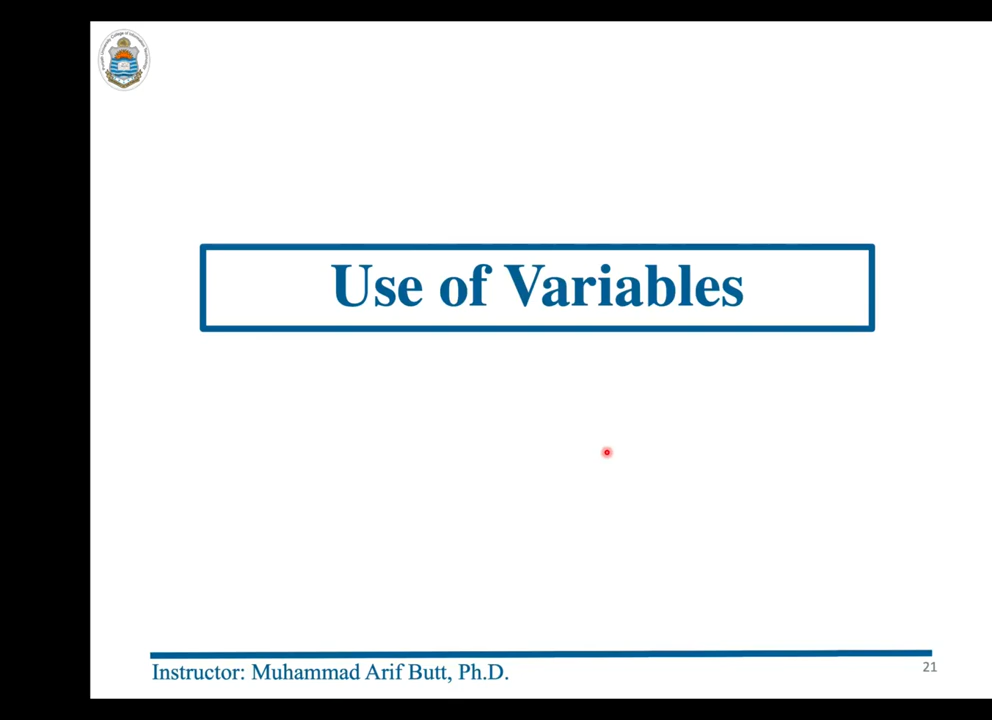 Use of Variables
Instructor: Muhammad Arif Butt, Ph.D.
21